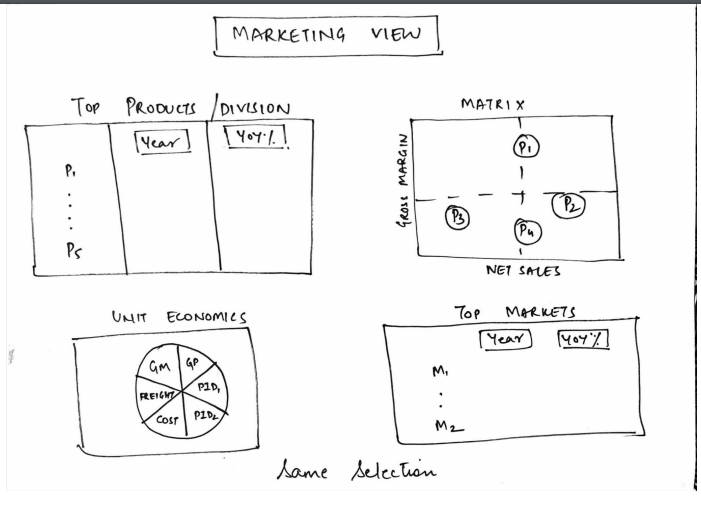 MARKETING VIEW
TOP PRODUCTS / DIVISION
Year
YOY%
P1
P5
MATRIX
GROSS MARGIN
P1
P2
P3
P4
NET SALES
UNIT ECONOMICS
GM
GP
FREIGHT
PID1
COST
PID2
TOP MARKETS
Year
YOY%
M1
M2
Same Selection